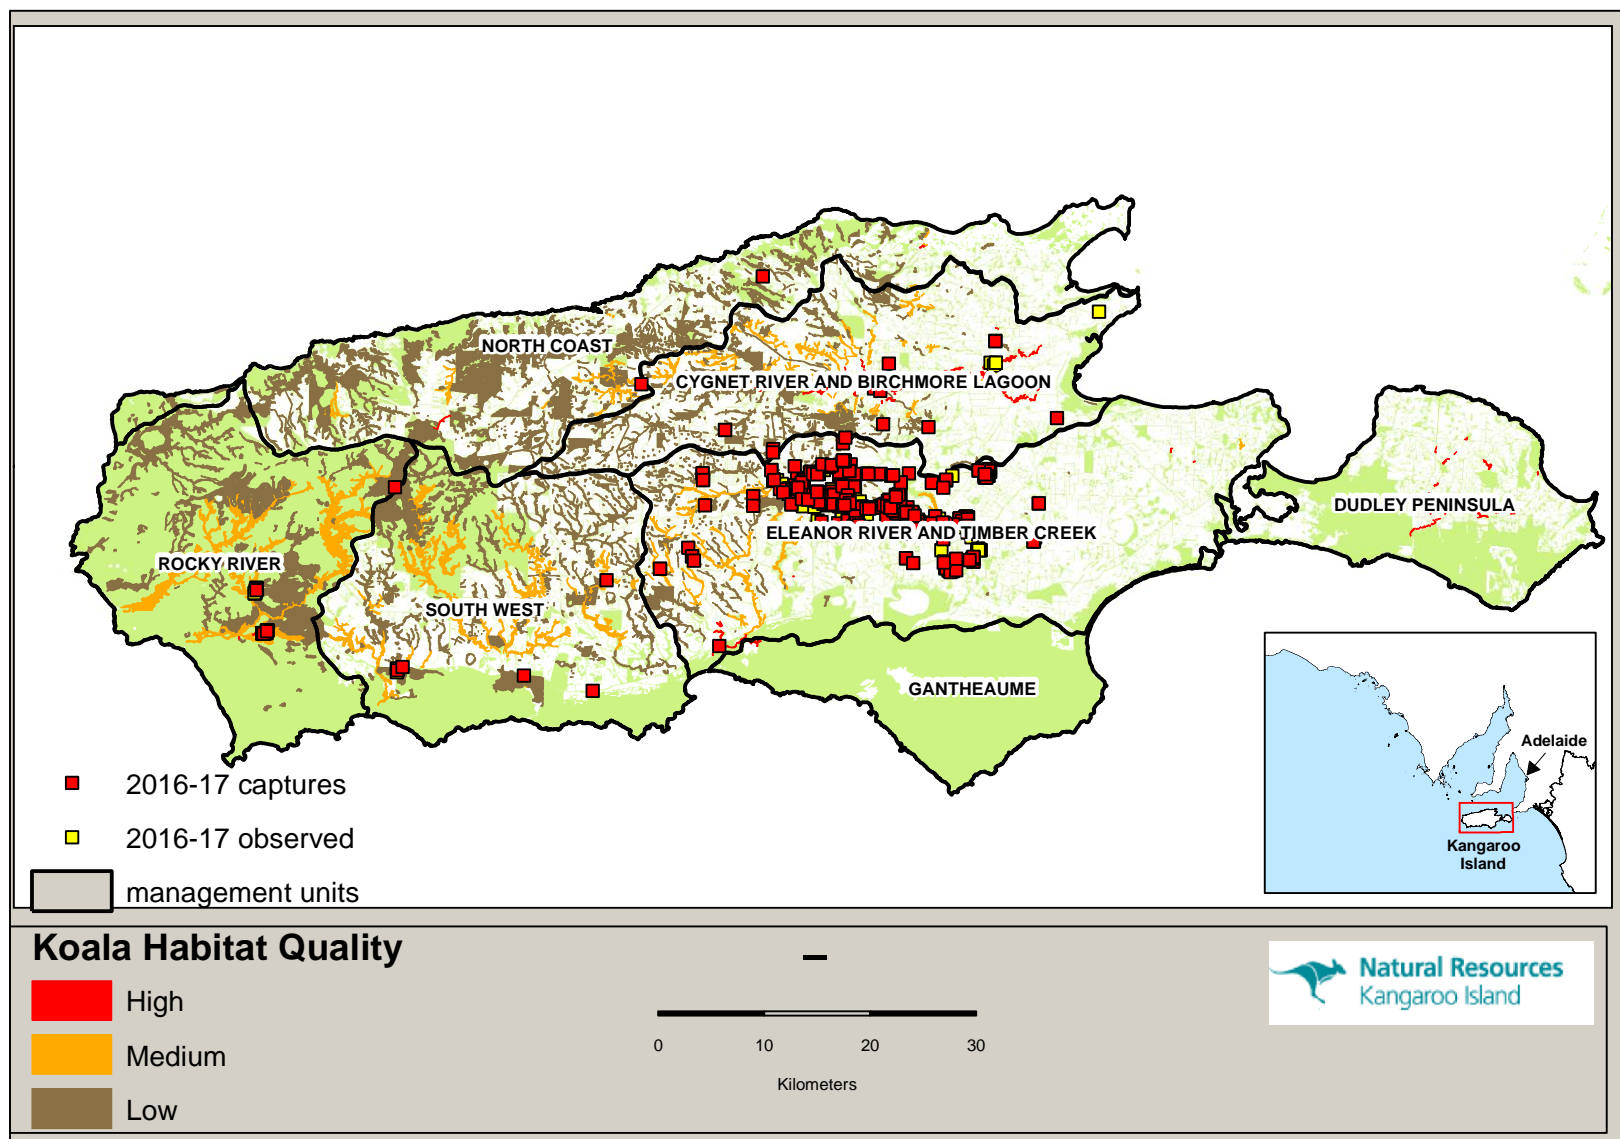 NORTH COAST
CYGNET RIVER AND BIRCHMORE LAGOON
DUDLEY PENINSULA
ELEANOR RIVER AND TIMBER CREEK
ROCKY RIVER
SOUTH WEST
GANTHEAUME
Adelaide
Kangaroo
Island
2016-17 captures
2016-17 observed
management units
Koala Habitat Quality
High
Medium
Low
0 10 20 30
Kilometers
Natural Resources
Kangaroo Island